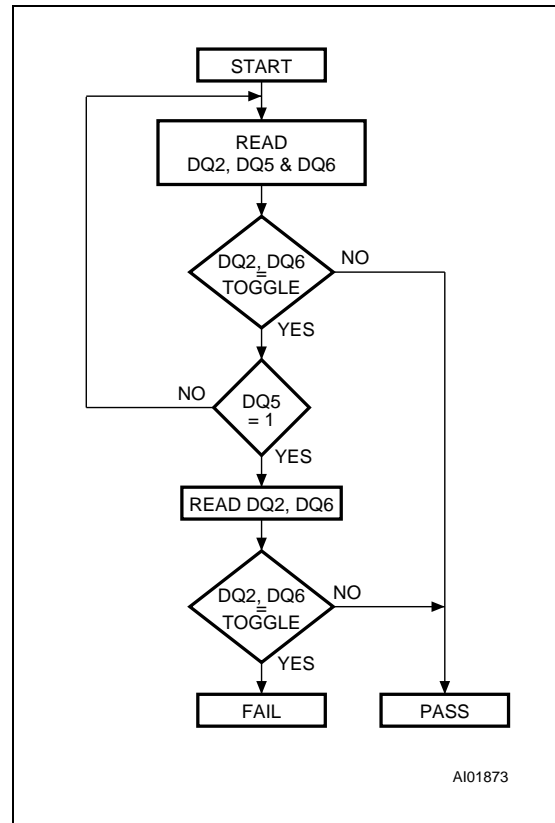 START
READ
DQ2, DQ5 & DQ6
DQ2, DQ6
=
TOGGLE
NO
YES
NO
DQ5
= 1
YES
READ DQ2, DQ6
DQ2, DQ6
=
TOGGLE
NO
YES
FAIL
PASS
AI01873